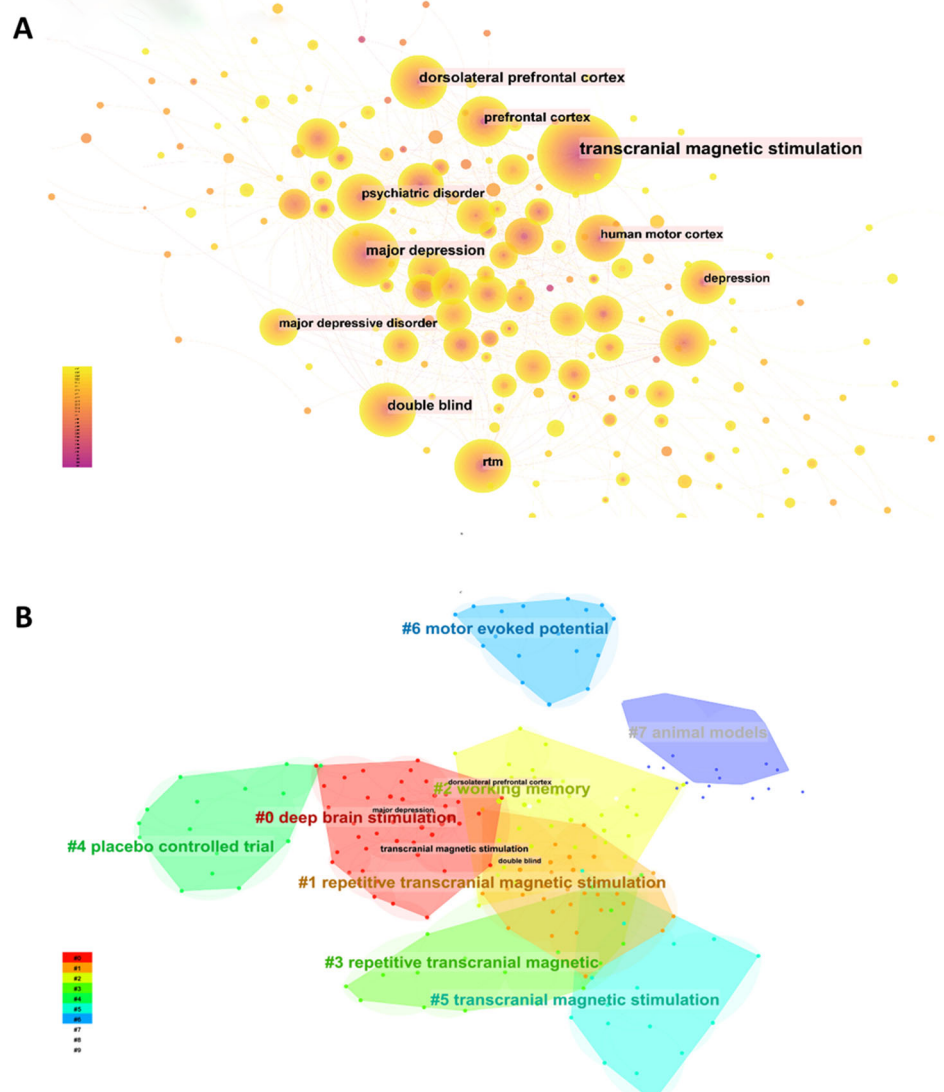 A
dorsolateral prefrontal cortex
prefrontal cortex
transcranial magnetic stimulation
psychiatric disorder
human motor cortex
major depression
depression
major depressive disorder
double blind
rtm
B
#6 motor evoked potential
#7 animal models
dorsolateral prefrontal cortex
#2 working memory
major depression
#0 deep brain stimulation
#4 placebo controlled trial
transcranial magnetic stimulation
double blind
#1 repetitive transcranial magnetic stimulation
#3 repetitive transcranial magnetic
#5 transcranial magnetic stimulation
#0
#1
#2
#3
#4
#5
#6
#7
#8
#9